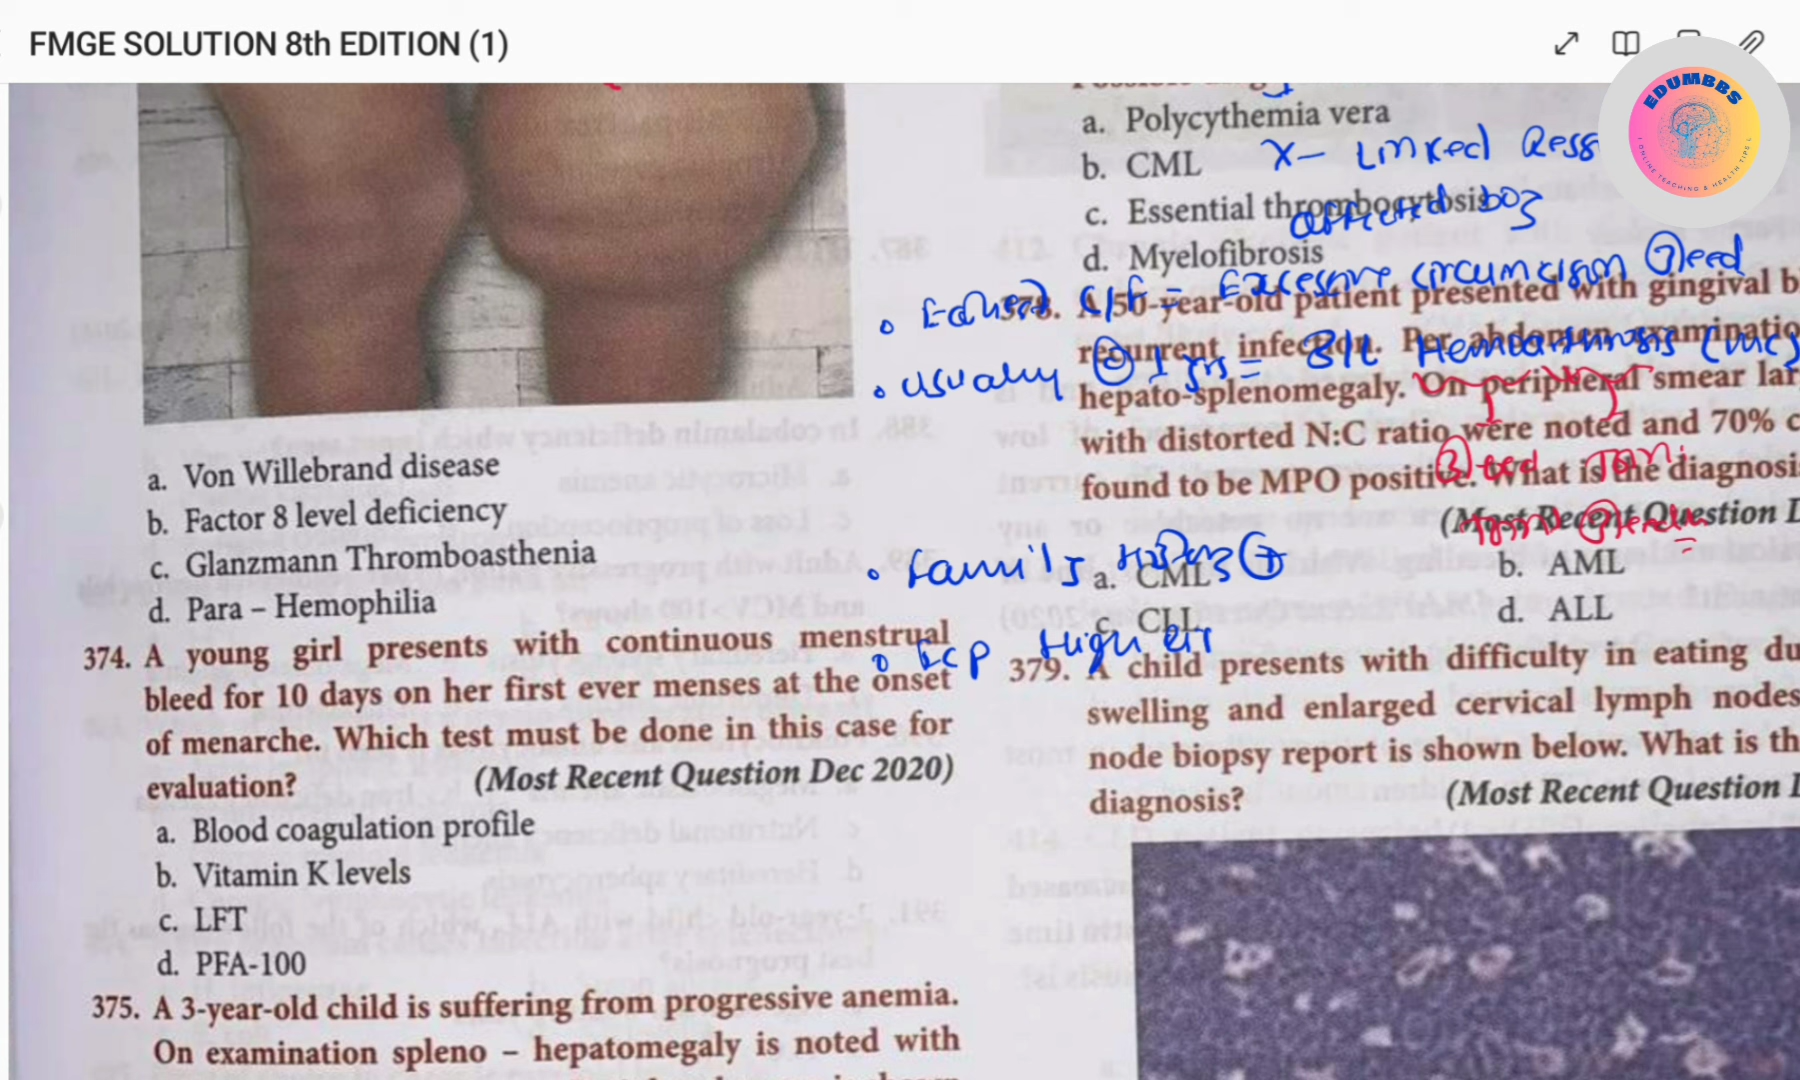 FMGE SOLUTION 8th EDITION (1)
EDUMBBS
ONLINE TEACHING & HEALTH TIPS
a. Von Willebrand disease
b. Factor 8 level deficiency
c. Glanzmann Thromboasthenia
d. Para – Hemophilia
374. A young girl presents with continuous menstrual
bleed for 10 days on her first ever menses at the onset
of menarche. Which test must be done in this case for
evaluation? (Most Recent Question Dec 2020)
a. Blood coagulation profile
b. Vitamin K levels
c. LFT
d. PFA-100
375. A 3-year-old child is suffering from progressive anemia.
On examination spleno – hepatomegaly is noted with
a. Polycythemia vera
b. CML
X- Linked Ress
c. Essential thrombocytosis
d. Myelofibrosis
Excessive circumcision
378. A 50-year-old patient presented with gingival b
recurrent infection. Per abdomen examinatio
• usually
hepato-splenomegaly. On peripheral smear lar
with distorted N:C ratio were noted and 70% c
found to be MPO positive. What is the diagnosi
(Most Recent Question D
a. CML
b. AML
c. CLL
d. ALL
High
379. A child presents with difficulty in eating du
swelling and enlarged cervical lymph nodes
node biopsy report is shown below. What is th
diagnosis? (Most Recent Question D